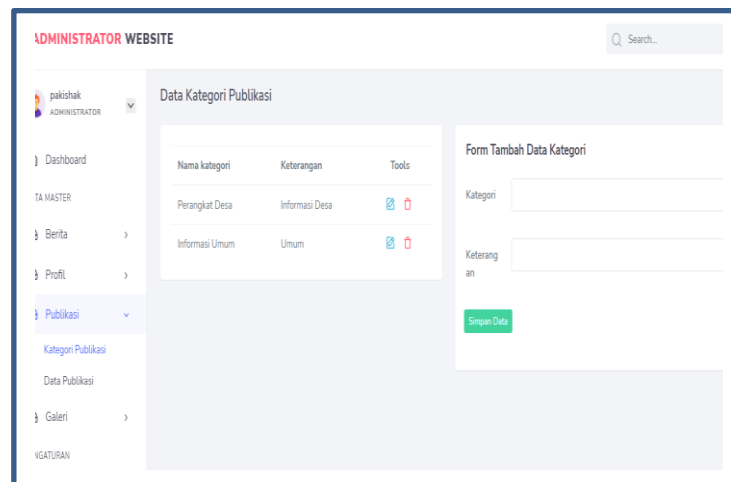 ADMINISTRATOR WEBSITE
Search...
pakishak
ADMINISTRATOR
Dashboard
TA MASTER
Berita
Profil
Publikasi
Kategori Publikasi
Data Publikasi
Galeri
NGATURAN
Data Kategori Publikasi
Nama kategori Keterangan Tools
Perangkat Desa Informasi Desa
Informasi Umum Umum
Form Tambah Data Kategori
Kategori
Keterang
an
Simpan Data